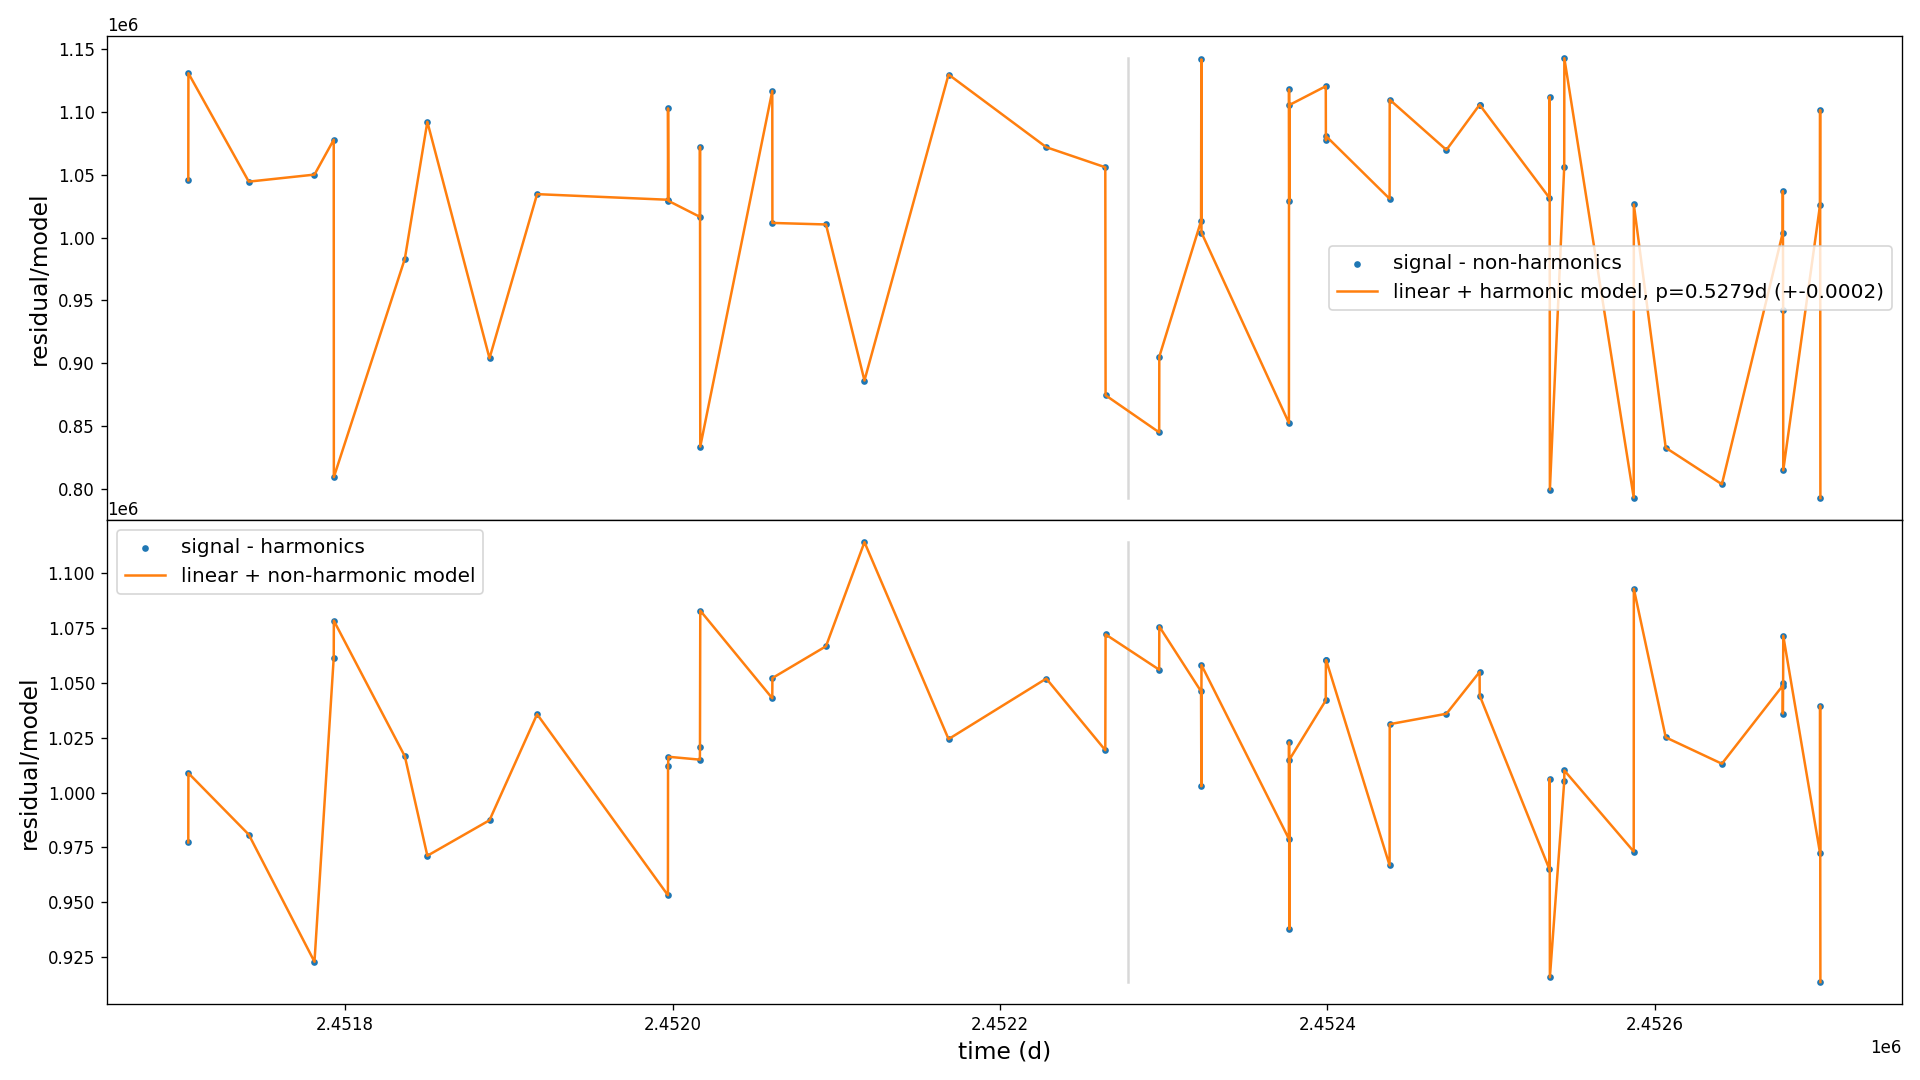 1e6
1.15
1.10
1.05
1.00
0.95
0.90
0.85
0.80
residual/model
signal - non-harmonics
linear + harmonic model, p=0.5279d (+-0.0002)
1e6
1.100
1.075
1.050
1.025
1.000
0.975
0.950
0.925
residual/model
signal - harmonics
linear + non-harmonic model
2.4518
2.4520
2.4522
2.4524
2.4526
1e6
time (d)